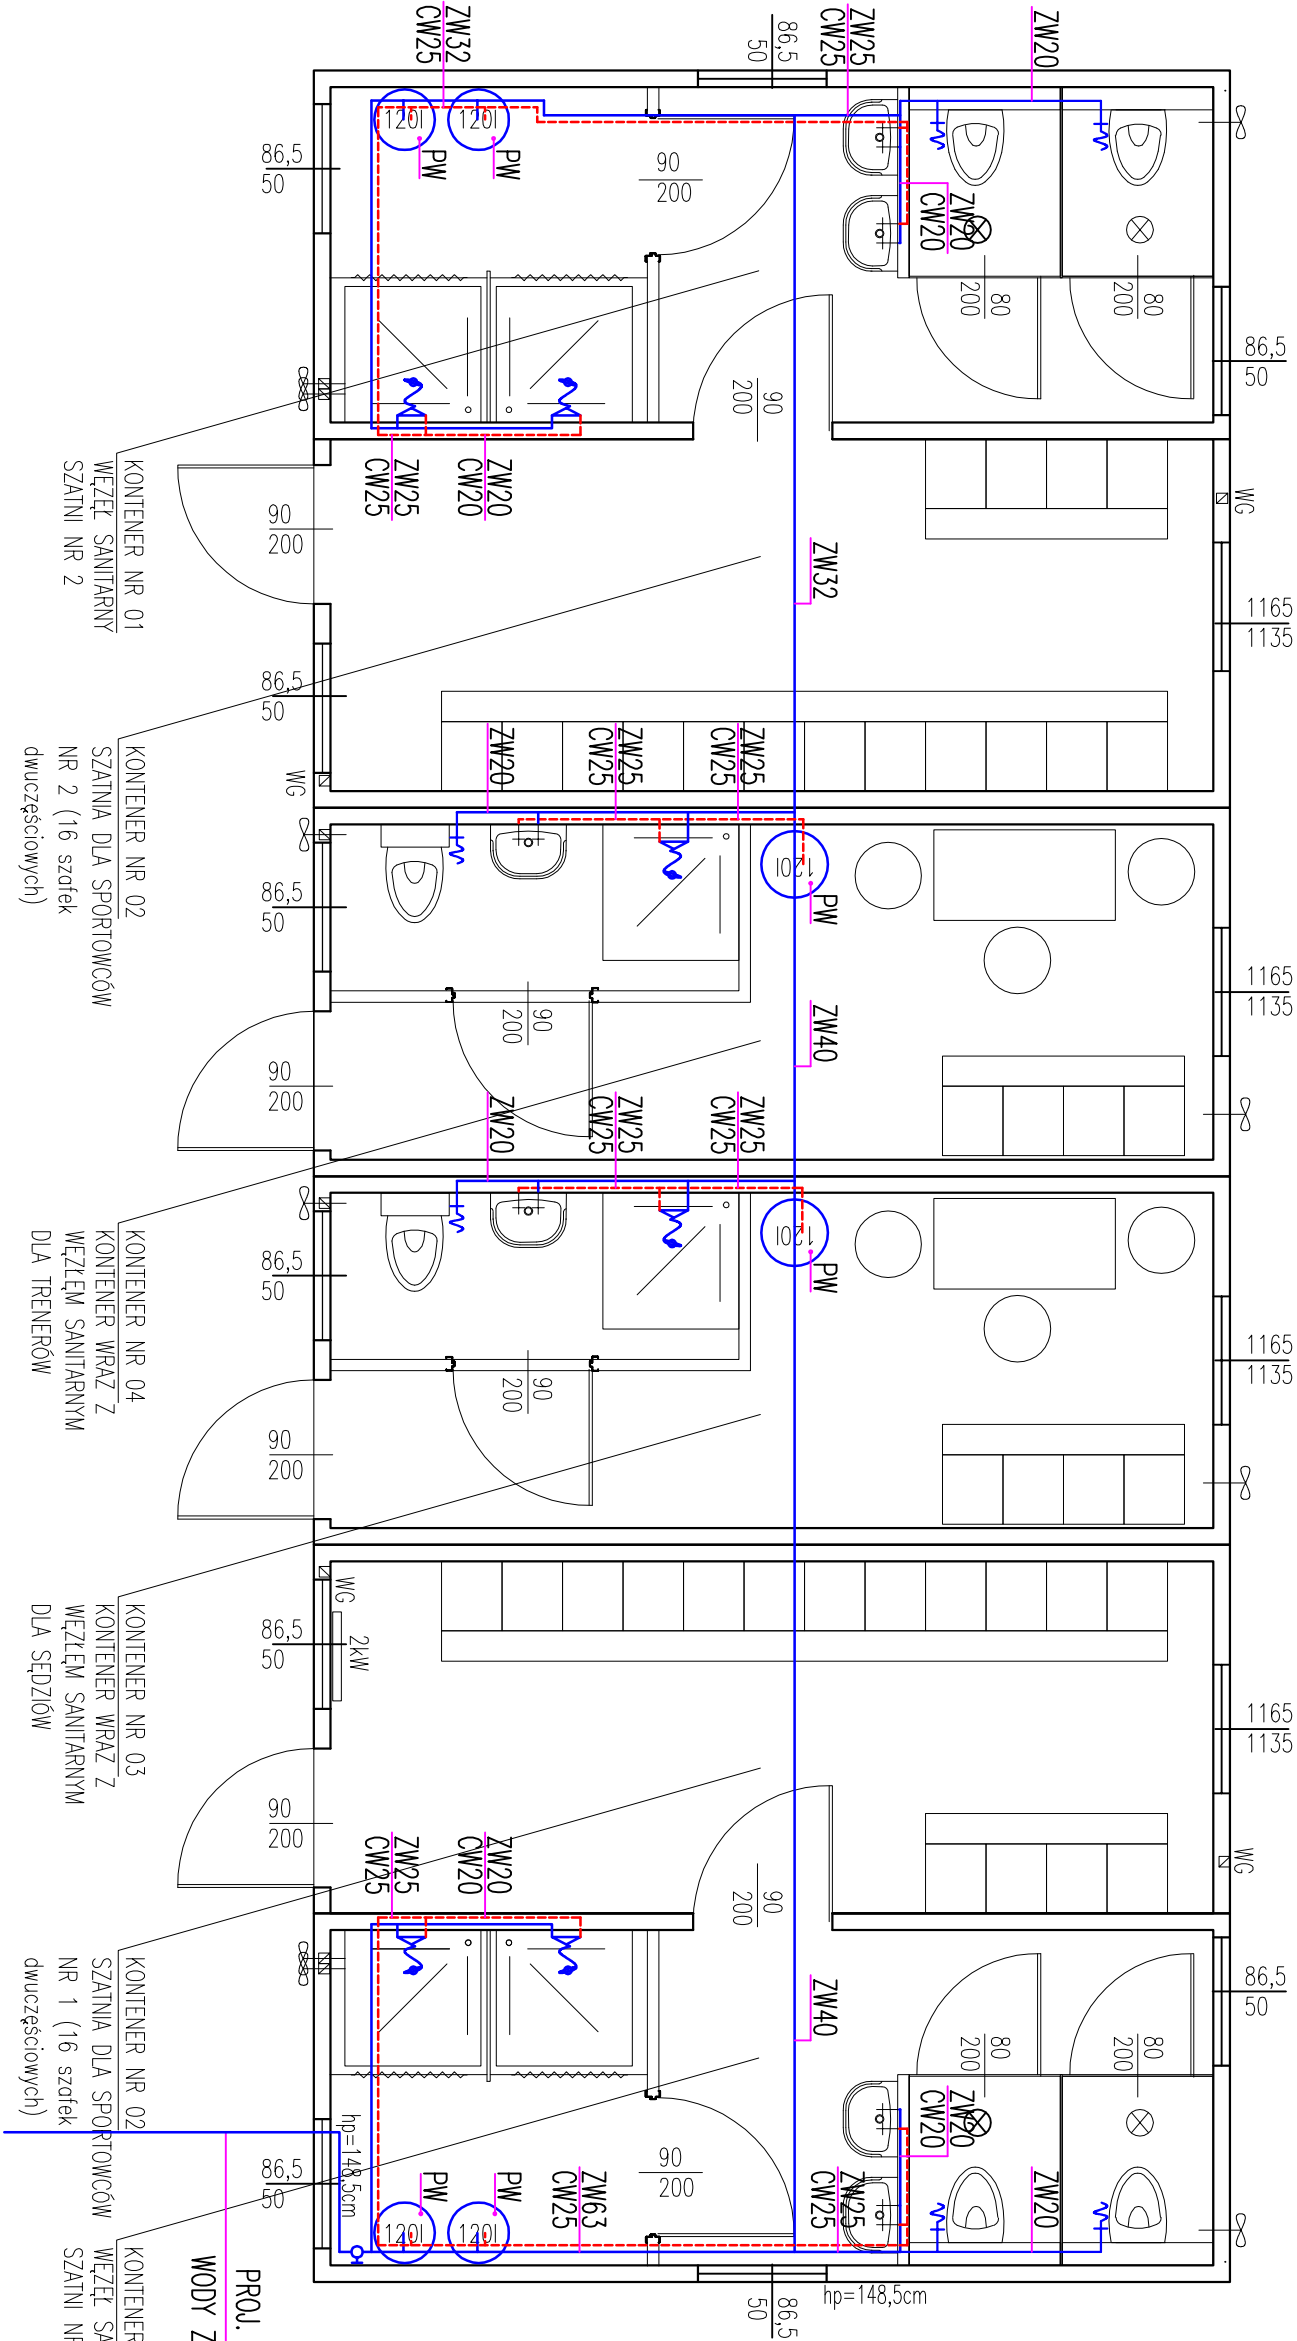 ZW32
CW25
86,5
50
ZW25
CW25
ZW20
120l
120l
PW
PW
86,5
50
90
200
ZW20
CW20
80
200
80
200
86,5
50
90
200
ZW25
CW25
ZW20
CW20
WG
90
200
KONTENER NR 01
WĘZEŁ SANITARNY
SZATNI NR 2
ZW32
1165
1135
86,5
50
WG
ZW20
ZW25
CW25
ZW25
CW25
KONTENER NR 02
SZATNIA DLA SPORTOWCÓW
NR 2 (16 szafek
dwuczęściowych)
120l
PW
86,5
50
1165
1135
90
200
ZW40
90
200
ZW20
ZW25
CW25
ZW25
CW25
KONTENER NR 04
KONTENER WRAZ Z
WĘZŁEM SANITARNYM
DLA TRENERÓW
120l
PW
86,5
50
1165
1135
90
200
90
200
KONTENER NR 03
KONTENER WRAZ Z
WĘZŁEM SANITARNYM
DLA SĘDZIÓW
WG
2kW
86,5
50
1165
1135
90
200
ZW25
CW25
ZW20
CW20
WG
90
200
KONTENER NR 02
SZATNIA DLA SPORTOWCÓW
NR 1 (16 szafek
dwuczęściowych)
ZW40
86,5
50
80
200
80
200
ZW20
CW20
hp=148,5cm
86,5
50
PW
PW
120l
120l
ZW63
CW25
90
200
ZW25
CW25
ZW20
hp=148,5cm
86,5
50
PROJ.
WODY Z
KONTENER
WĘZEŁ SA
SZATNI NR